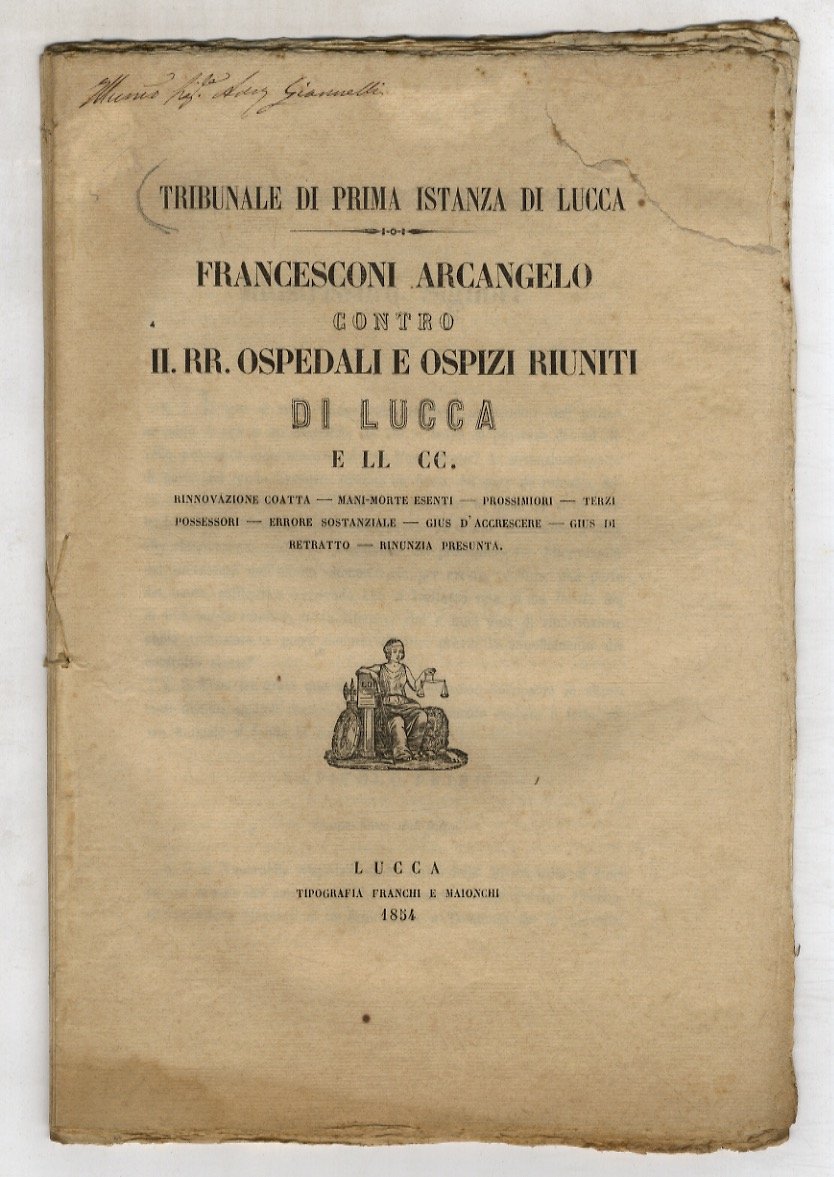 Giannelli
TRIBUNALE DI PRIMA ISTANZA DI LUCCA
FRANCESCONI ARCANGELO
CONTRO
II. RR. OSPEDALI E OSPIZI RIUNITI
DI LUCCA
E LL CC.
RINNOVAZIONE COATTA — MANI-MORTE ESENTI — PROSSIMIORI — TERZI
POSSESSORI — ERRORE SOSTANZIALE — GIUS D'ACCRESCERE — GIUS DI
RETRATTO — RINUNZIA PRESUNTA.
LUCCA
TIPOGRAFIA FRANCHI E MAIONCHI
1854